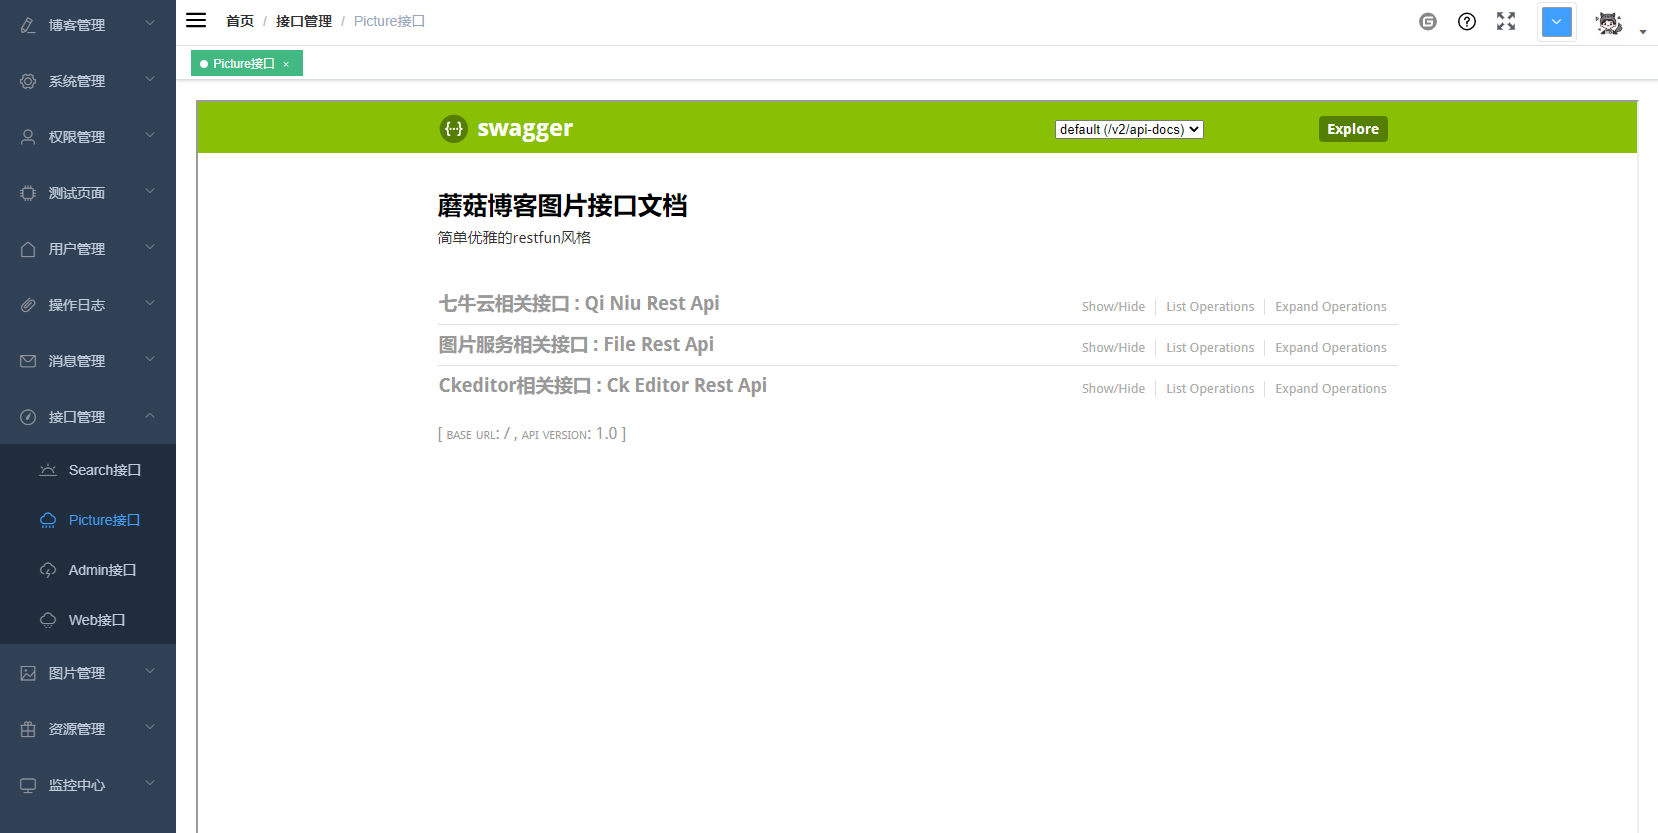 博客管理
系统管理
权限管理
测试页面
用户管理
操作日志
消息管理
接口管理
Search接口
Picture接口
Admin接口
Web接口
图片管理
资源管理
监控中心
首页 / 接口管理 / Picture接口
Picture接口 ×
swagger default (/v2/api-docs) Explore
蘑菇博客图片接口文档
简单优雅的restfun风格
七牛云相关接口 : Qi Niu Rest Api Show/Hide List Operations Expand Operations
图片服务相关接口 : File Rest Api Show/Hide List Operations Expand Operations
Ckeditor相关接口 : Ck Editor Rest Api Show/Hide List Operations Expand Operations
[ BASE URL: / , API VERSION: 1.0 ]